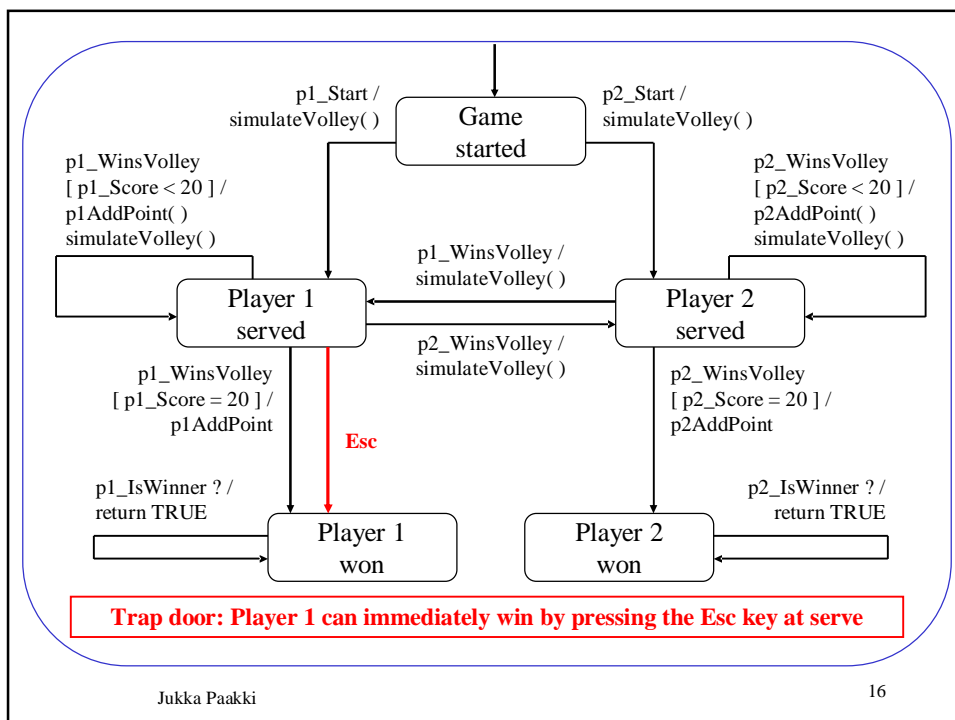 p1_Start /
simulateVolley( )
Game
started
p2_Start /
simulateVolley( )
p1_WinsVolley
[ p1_Score < 20 ] /
p1AddPoint( )
simulateVolley( )
p2_WinsVolley
[ p2_Score < 20 ] /
p2AddPoint( )
simulateVolley( )
p1_WinsVolley /
simulateVolley( )
Player 1
served
Player 2
served
p2_WinsVolley /
simulateVolley( )
p1_WinsVolley
[ p1_Score = 20 ] /
p1AddPoint
Esc
p2_WinsVolley
[ p2_Score = 20 ] /
p2AddPoint
p1_IsWinner ? /
return TRUE
Player 1
won
Player 2
won
p2_IsWinner ? /
return TRUE
Trap door: Player 1 can immediately win by pressing the Esc key at serve
Jukka Paakki
16